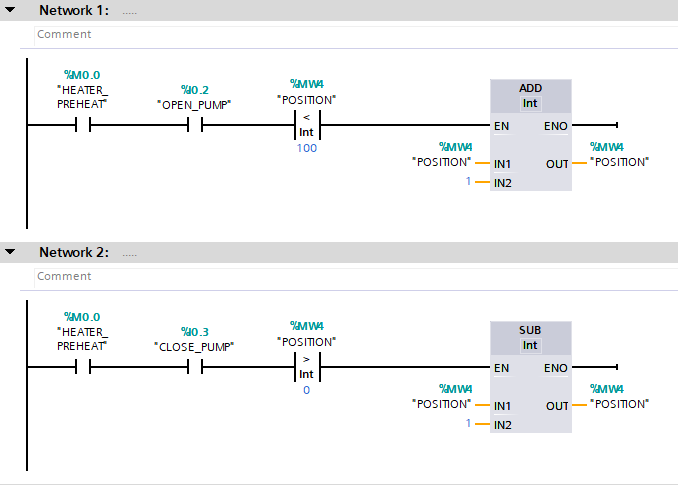 Network 1: .....
Comment
%M0.0
"HEATER_
PREHEAT"
%I0.2
"OPEN_PUMP"
%MW4
"POSITION"
<
Int
100
ADD
Int
EN ENO
%MW4
"POSITION" IN1
1 IN2
OUT
%MW4
"POSITION"
Network 2: .....
Comment
%M0.0
"HEATER_
PREHEAT"
%I0.3
"CLOSE_PUMP"
%MW4
"POSITION"
>
Int
0
SUB
Int
EN ENO
%MW4
"POSITION" IN1
1 IN2
OUT
%MW4
"POSITION"